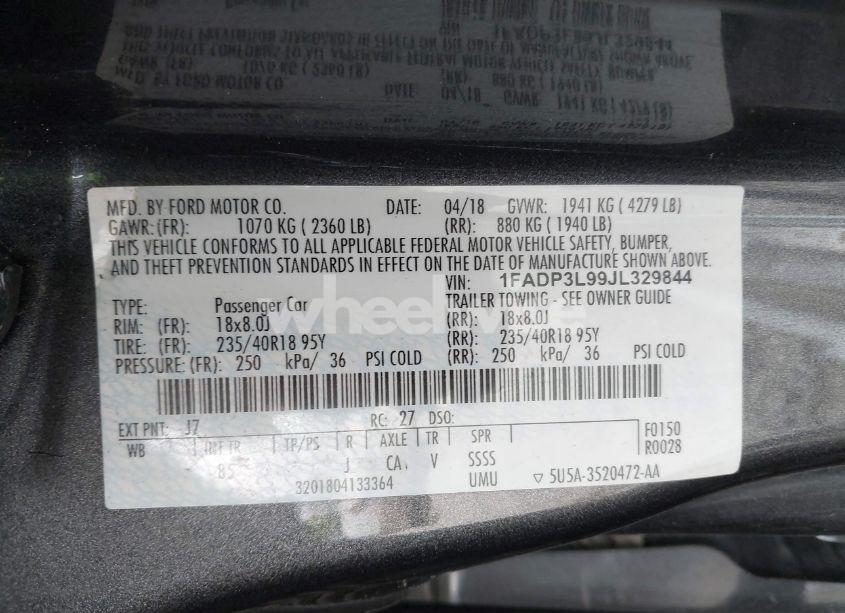 MFD. BY FORD MOTOR CO. DATE: 04/18 GVWR: 1941 KG ( 4279 LB)
GAWR: (FR): 1070 KG ( 2360 LB) (RR): 880 KG ( 1940 LB)
THIS VEHICLE CONFORMS TO ALL APPLICABLE FEDERAL MOTOR VEHICLE SAFETY, BUMPER,
AND THEFT PREVENTION STANDARDS IN EFFECT ON THE DATE OF MANUFACTURE SHOWN ABOVE.
VIN: 1FADP3L99JL329844
TYPE: Passenger Car TRAILER TOWING - SEE OWNER GUIDE
RIM: (FR): 18x8.0J (RR): 18x8.0J
TIRE: (FR): 235/40R18 95Y (RR): 235/40R18 95Y
PRESSURE: (FR): 250 kPa/ 36 PSI COLD (RR): 250 kPa/ 36 PSI COLD
EXT PNT: J7 RC: 27 DSO: F0150
WB INT TR TP/PS R AXLE TR SPR R0028
85 J CA V SSSS
3201804133364 UMU ▽ 5U5A-3520472-AA